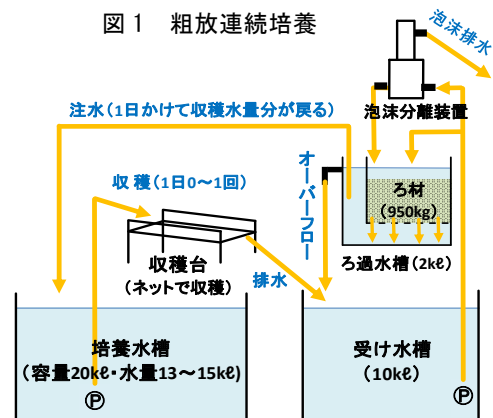 図１　粗放連続培養
泡沫排水
泡沫分離装置
注水（1日かけて収穫水量分が戻る）
収穫（1日0～1回）
オーバーフロー
ろ材
（950kg）
収穫台
（ネットで収穫）
排水
ろ過水槽（2kℓ）
培養水槽
（容量20kℓ・水量13～15kℓ）
Ⓟ
受け水槽
（10kℓ）
Ⓟ